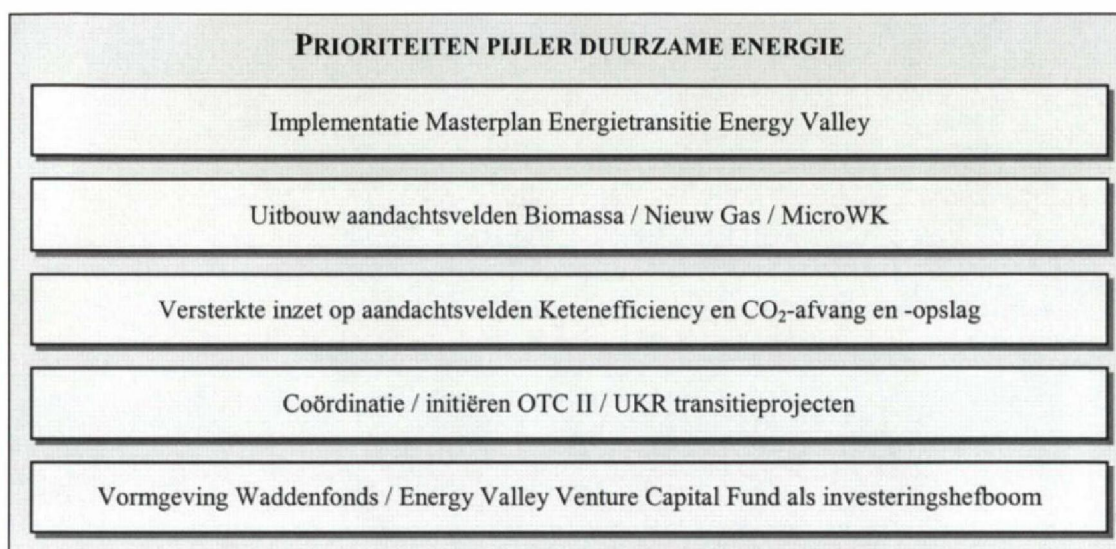 PRIORITEITEN PIJLER DUURZAME ENERGIE
Implementatie Masterplan Energietransitie Energy Valley
Uitbouw aandachtsvelden Biomassa / Nieuw Gas / MicroWK
Versterkte inzet op aandachtsvelden Ketenefficiency en CO₂-afvang en -opslag
Coördinatie / initiëren OTC II / UKR transitieprojecten
Vormgeving Waddenfonds / Energy Valley Venture Capital Fund als investeringshefboom